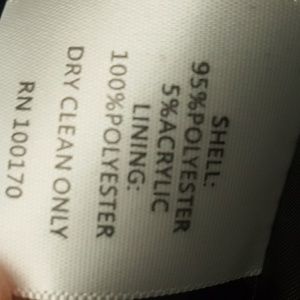 SHELL:
95%POLYESTER
5%ACRYLIC
LINING:
100%POLYESTER
DRY CLEAN ONLY
RN 100170